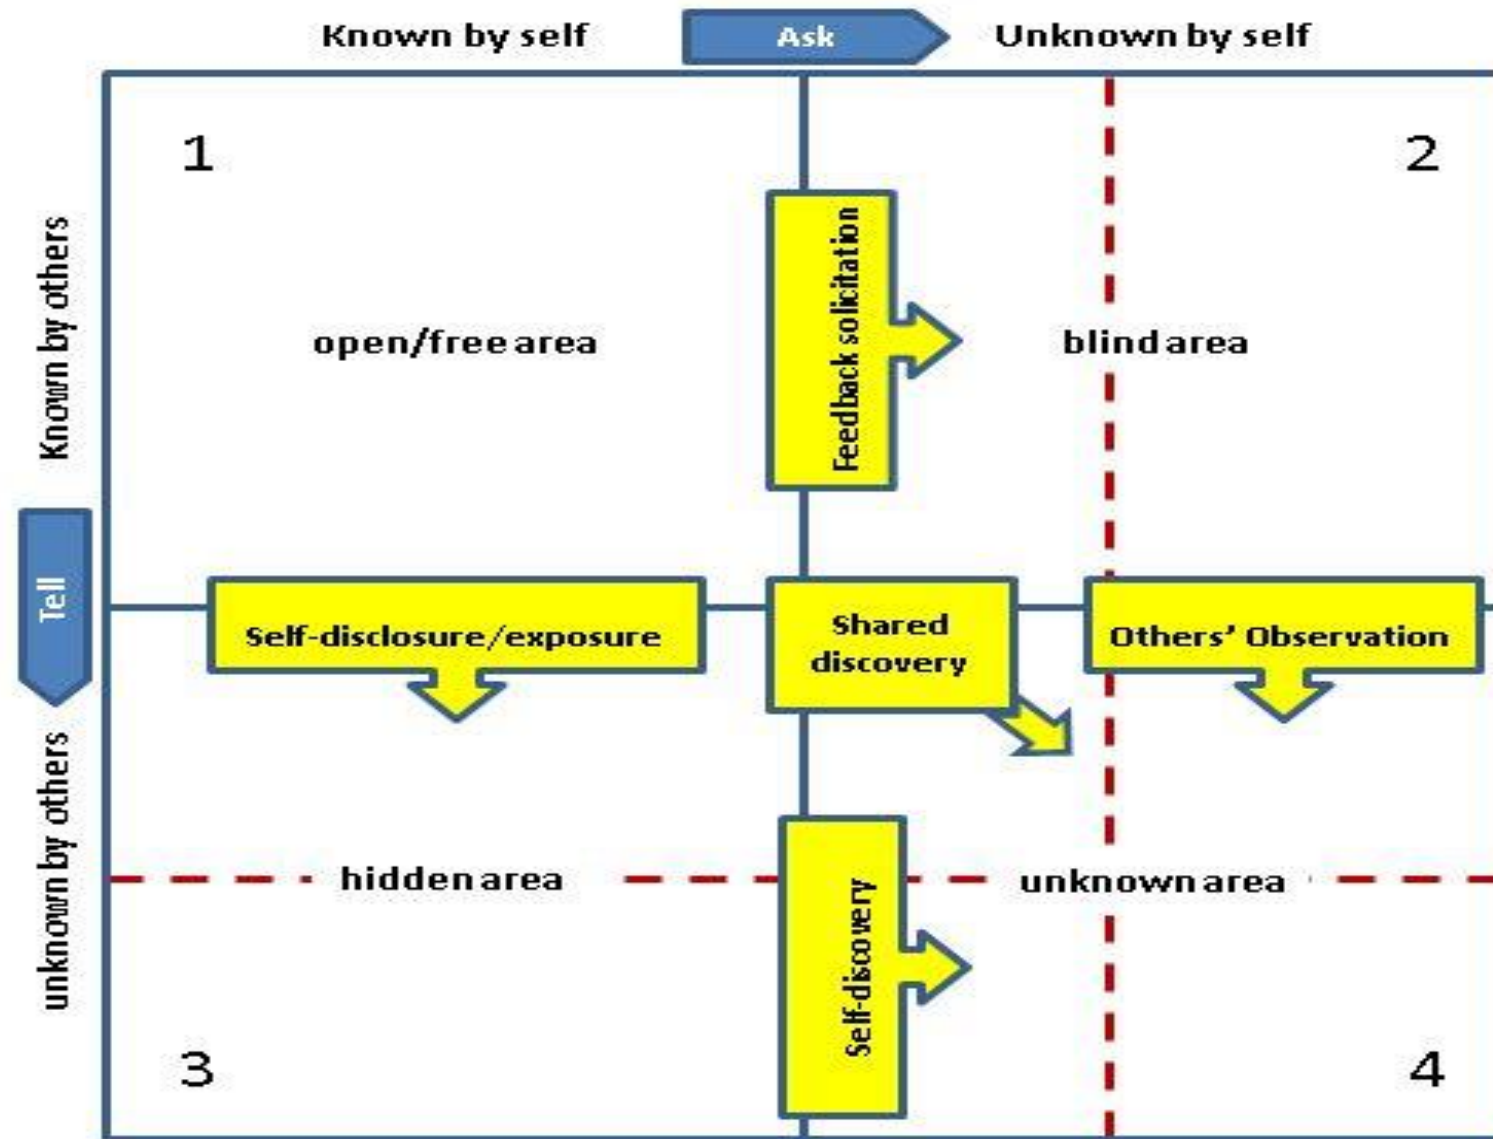 Known by self
Ask
Unknown by self
1
2
Known by others
Feedback solicitation
open/free area
blind area
Tell
Self-disclosure/exposure
Shared
discovery
Others’ Observation
unknown by others
hidden area
unknown area
Self-discovery
3
4